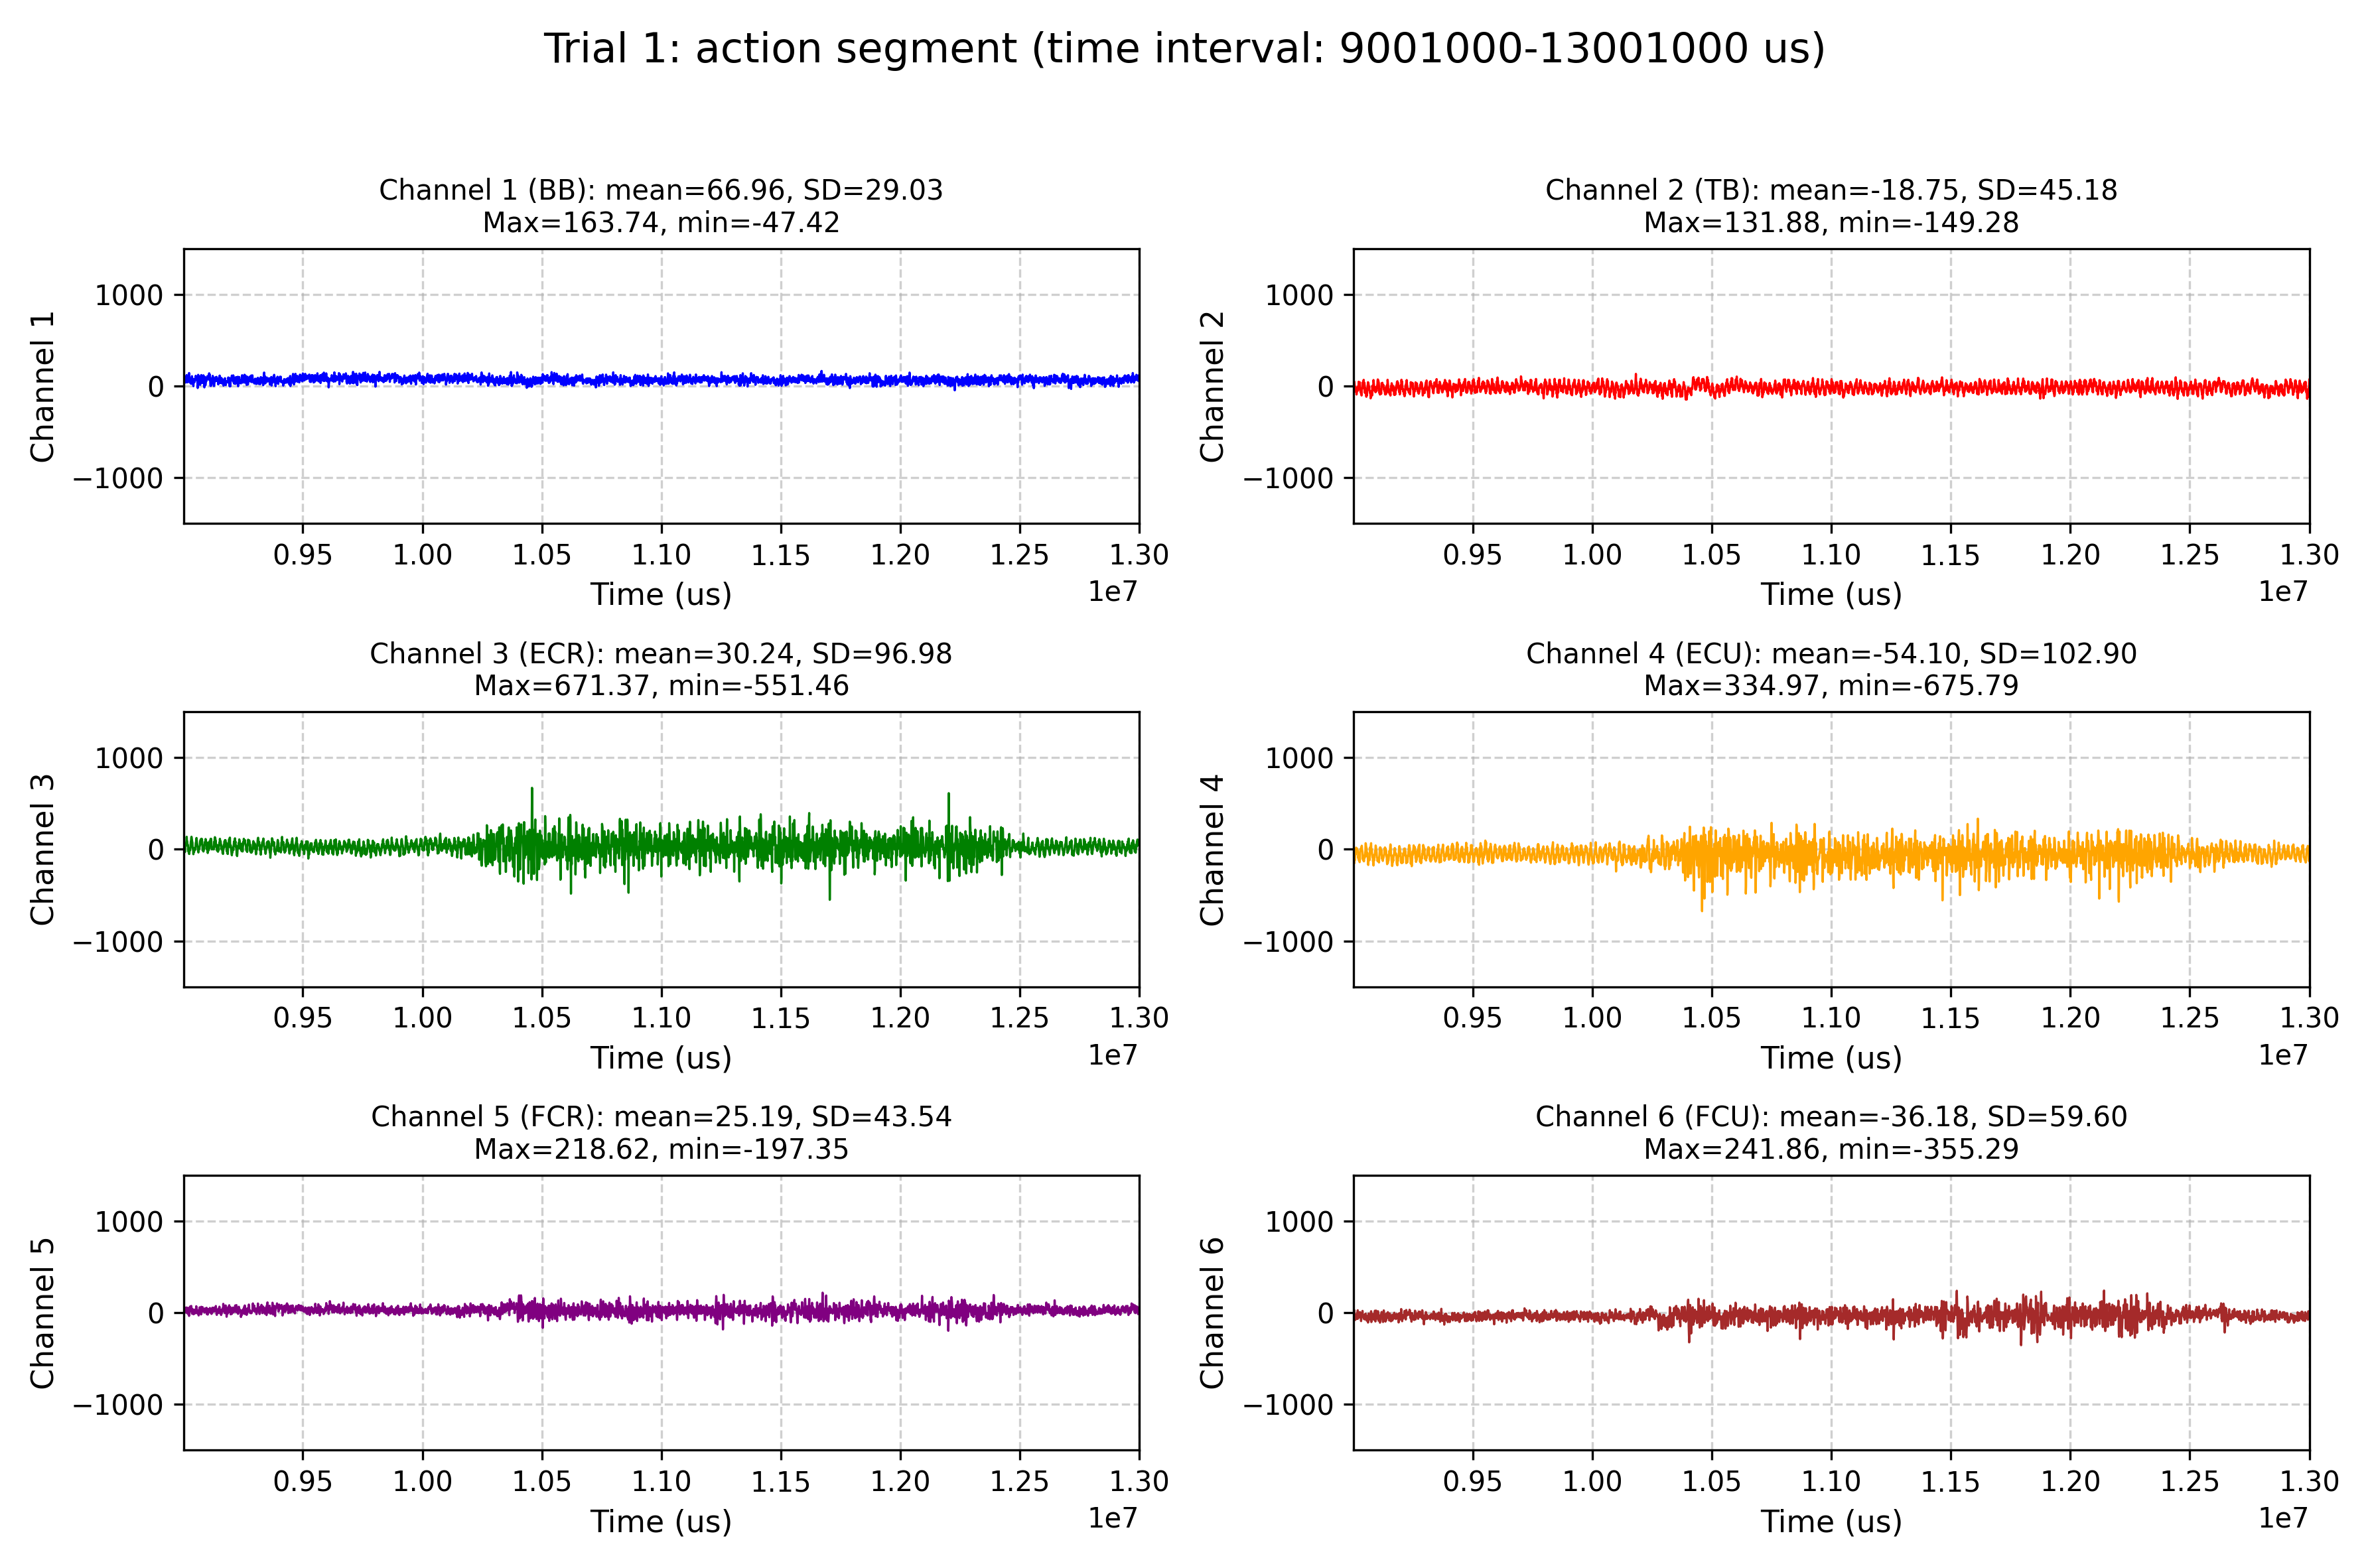 Trial 1: action segment (time interval: 9001000-13001000 us)
Channel 1 (BB): mean=66.96, SD=29.03
Max=163.74, min=-47.42
Channel 1
1000
0
−1000
0.95 1.00 1.05 1.10 1.15 1.20 1.25 1.30
Time (us)
1e7
Channel 2 (TB): mean=-18.75, SD=45.18
Max=131.88, min=-149.28
Channel 2
1000
0
−1000
0.95 1.00 1.05 1.10 1.15 1.20 1.25 1.30
Time (us)
1e7
Channel 3 (ECR): mean=30.24, SD=96.98
Max=671.37, min=-551.46
Channel 3
1000
0
−1000
0.95 1.00 1.05 1.10 1.15 1.20 1.25 1.30
Time (us)
1e7
Channel 4 (ECU): mean=-54.10, SD=102.90
Max=334.97, min=-675.79
Channel 4
1000
0
−1000
0.95 1.00 1.05 1.10 1.15 1.20 1.25 1.30
Time (us)
1e7
Channel 5 (FCR): mean=25.19, SD=43.54
Max=218.62, min=-197.35
Channel 5
1000
0
−1000
0.95 1.00 1.05 1.10 1.15 1.20 1.25 1.30
Time (us)
1e7
Channel 6 (FCU): mean=-36.18, SD=59.60
Max=241.86, min=-355.29
Channel 6
1000
0
−1000
0.95 1.00 1.05 1.10 1.15 1.20 1.25 1.30
Time (us)
1e7